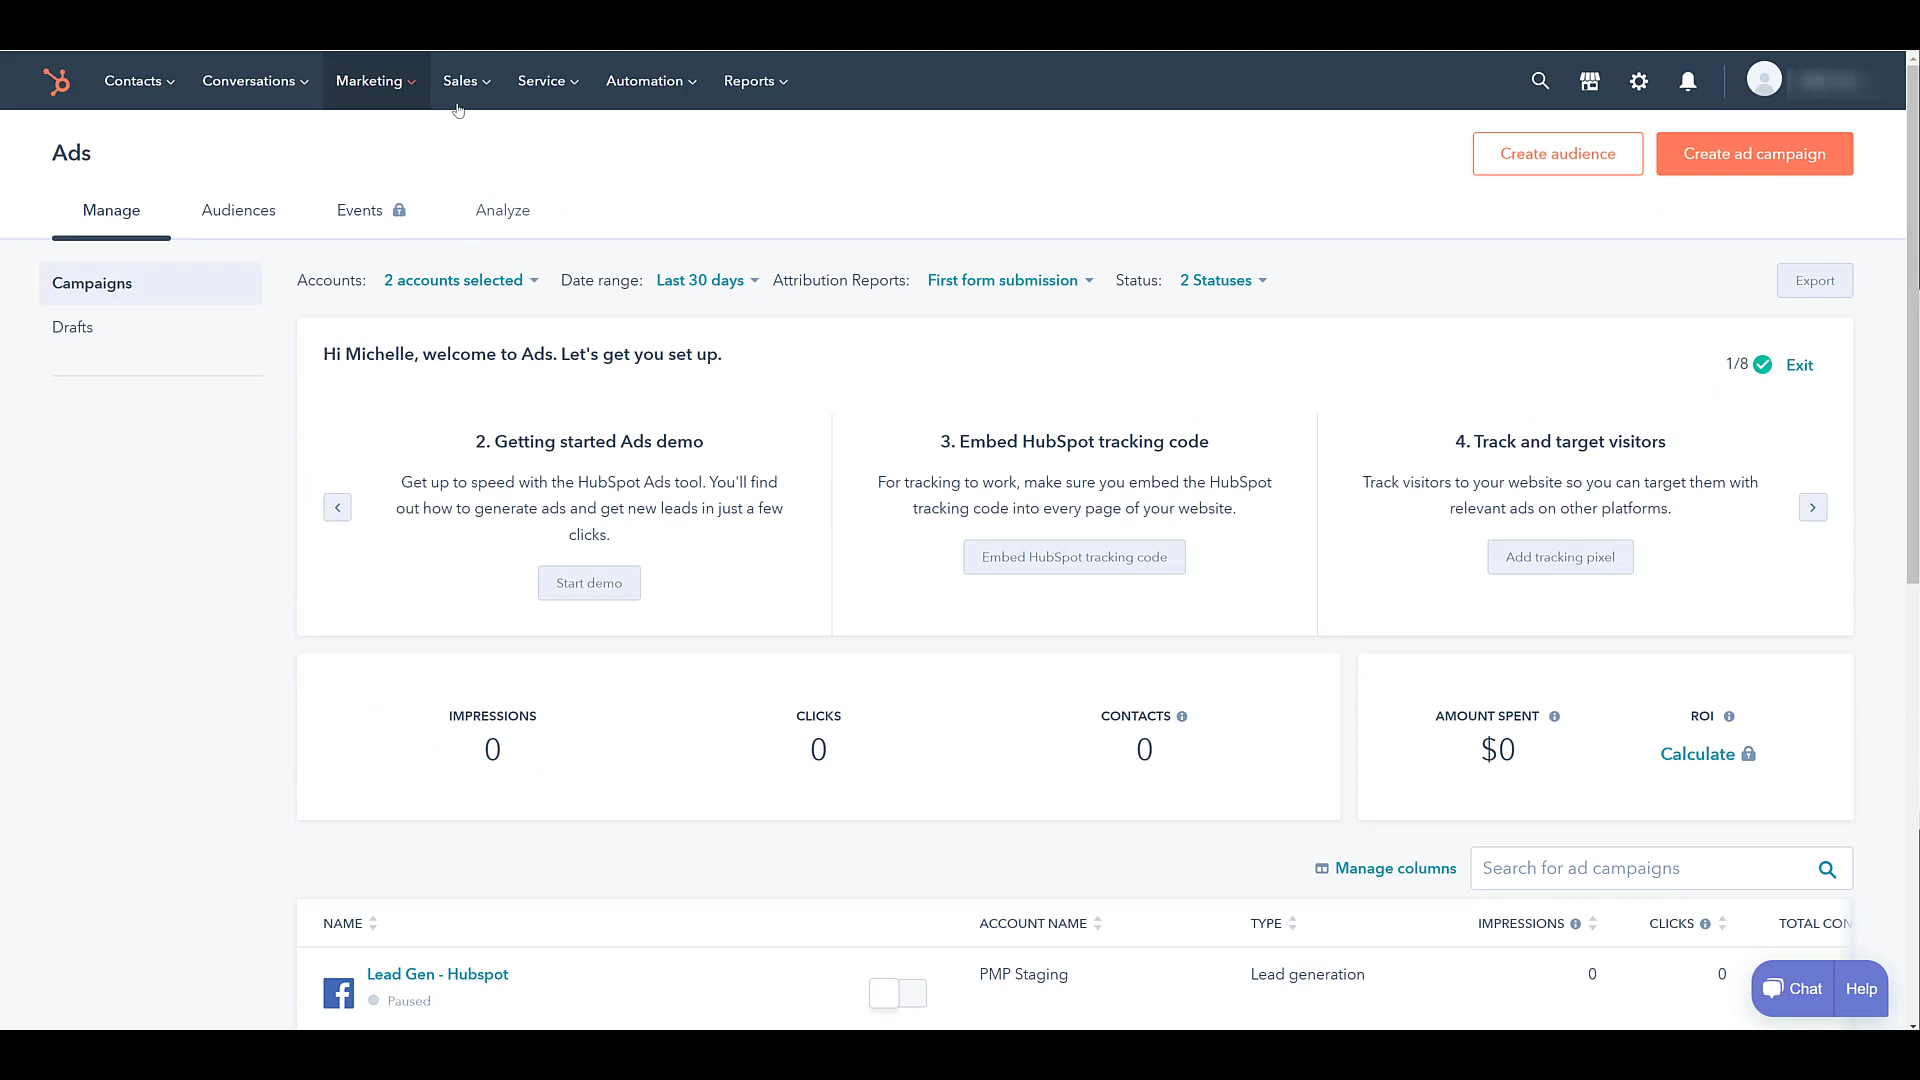 Contacts Conversations Marketing Sales Service Automation Reports
Ads
Create audience Create ad campaign
Manage Audiences Events Analyze
Campaigns
Drafts
Accounts: 2 accounts selected Date range: Last 30 days Attribution Reports: First form submission Status: 2 Statuses Export
Hi Michelle, welcome to Ads. Let's get you set up.
1/8 Exit
2. Getting started Ads demo
Get up to speed with the HubSpot Ads tool. You'll find
out how to generate ads and get new leads in just a few
clicks.
Start demo
3. Embed HubSpot tracking code
For tracking to work, make sure you embed the HubSpot
tracking code into every page of your website.
Embed HubSpot tracking code
4. Track and target visitors
Track visitors to your website so you can target them with
relevant ads on other platforms.
Add tracking pixel
IMPRESSIONS
0
CLICKS
0
CONTACTS
0
AMOUNT SPENT
$0
ROI
Calculate
Manage columns Search for ad campaigns
NAME ACCOUNT NAME TYPE IMPRESSIONS CLICKS TOTAL CON
Lead Gen - Hubspot PMP Staging Lead generation 0 0
Paused
Chat Help